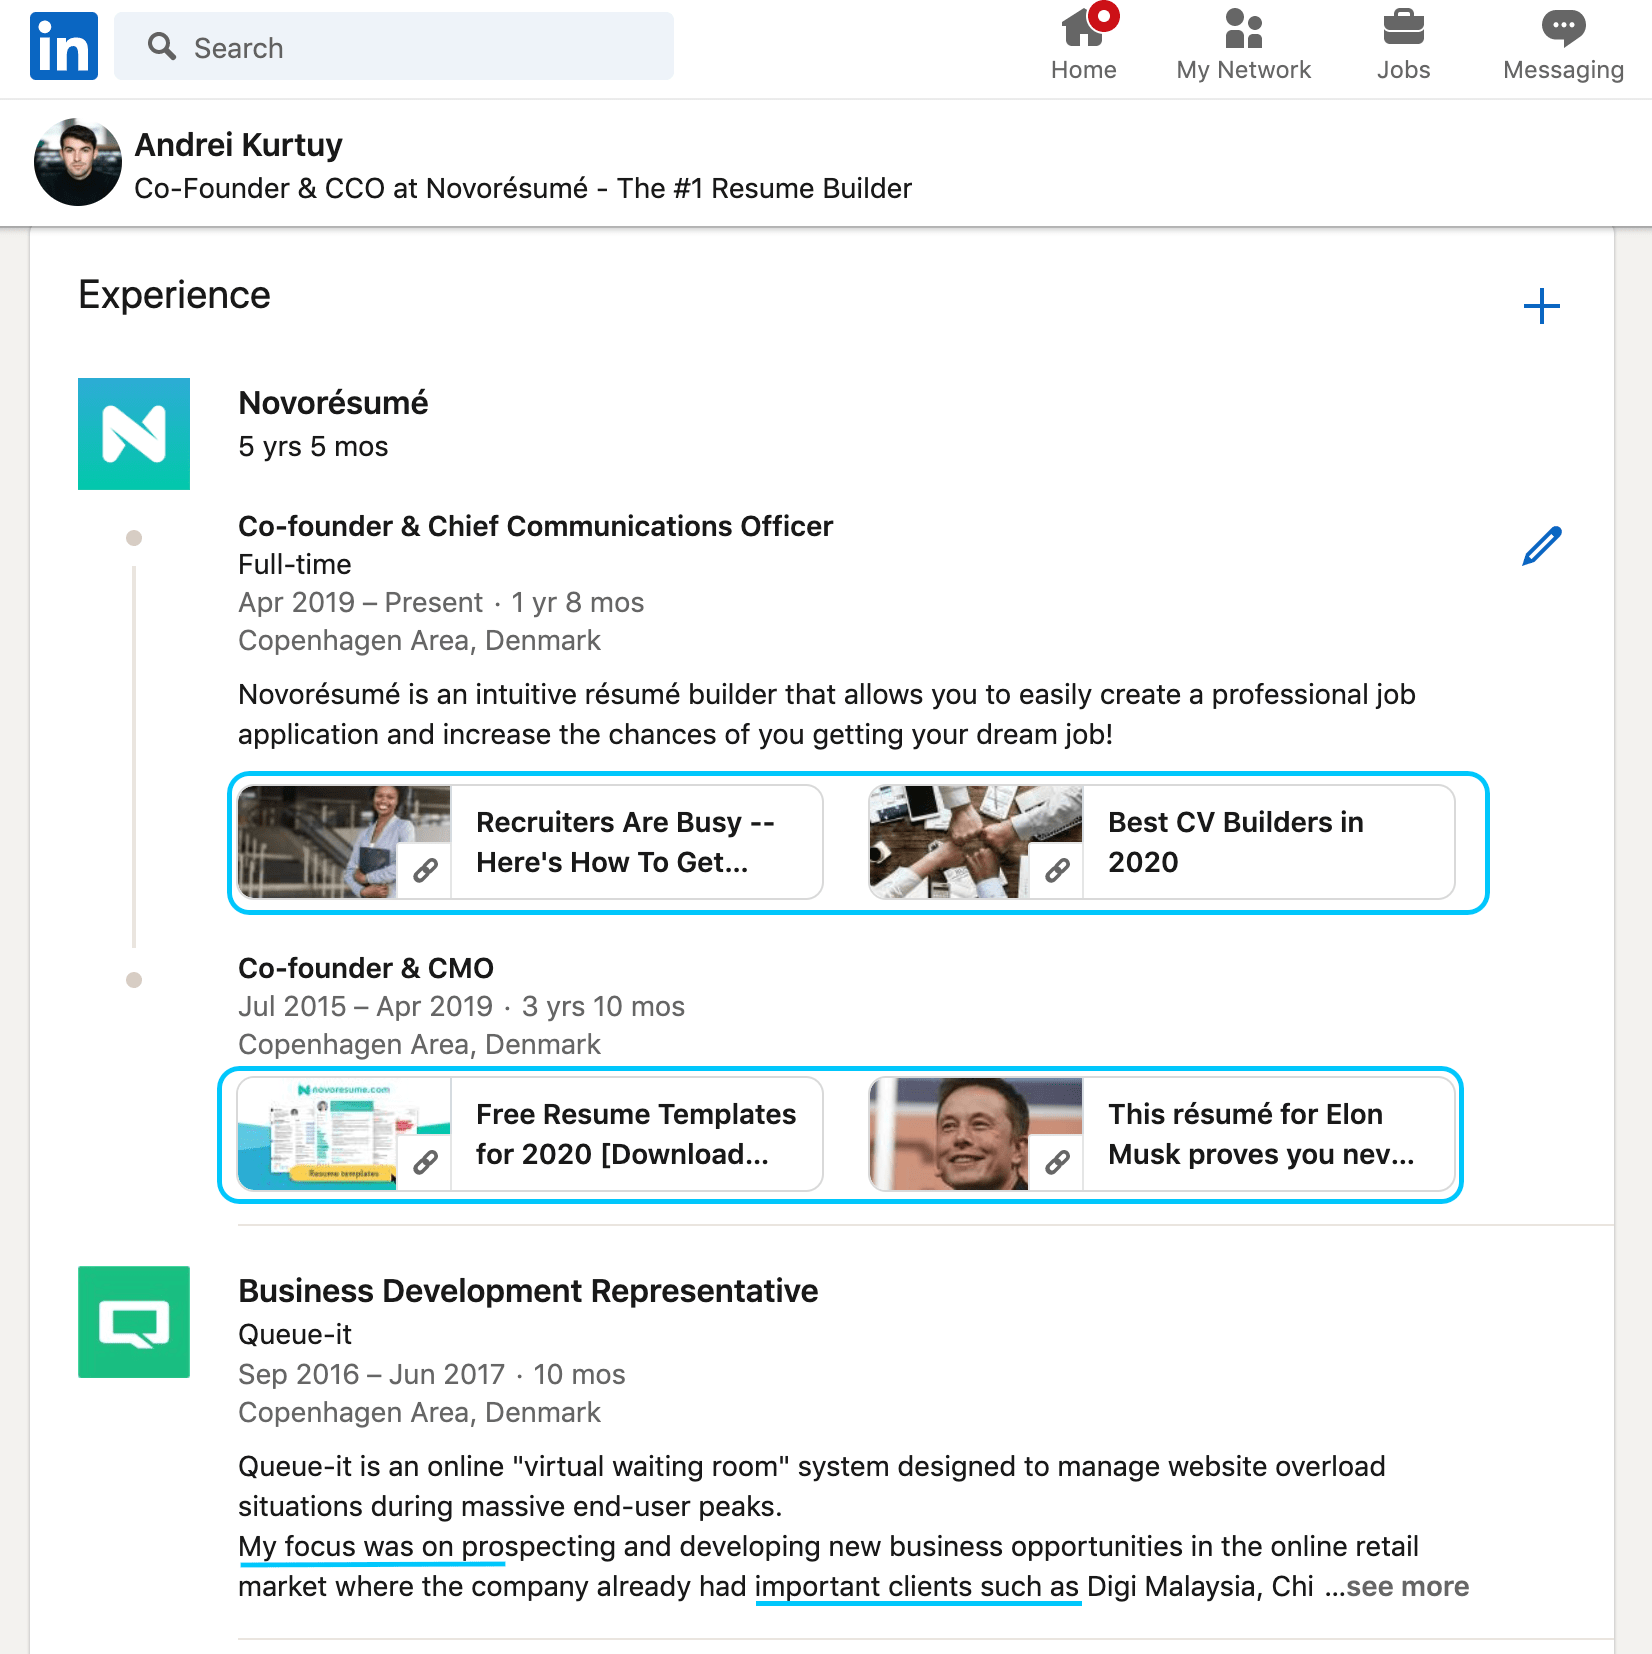 in
Search
Home
My Network
Jobs
Messaging
Andrei Kurtuy
Co-Founder & CCO at Novorésumé - The #1 Resume Builder
Experience
Novorésumé
5 yrs 5 mos
Co-founder & Chief Communications Officer
Full-time
Apr 2019 – Present · 1 yr 8 mos
Copenhagen Area, Denmark
Novorésumé is an intuitive résumé builder that allows you to easily create a professional job
application and increase the chances of you getting your dream job!
Recruiters Are Busy --
Here's How To Get...
Best CV Builders in
2020
Co-founder & CMO
Jul 2015 – Apr 2019 · 3 yrs 10 mos
Copenhagen Area, Denmark
novoresume.com
Resume templates
Free Resume Templates
for 2020 [Download...
This résumé for Elon
Musk proves you nev...
Business Development Representative
Queue-it
Sep 2016 – Jun 2017 · 10 mos
Copenhagen Area, Denmark
Queue-it is an online "virtual waiting room" system designed to manage website overload
situations during massive end-user peaks.
My focus was on prospecting and developing new business opportunities in the online retail
market where the company already had important clients such as Digi Malaysia, Chi ...see more